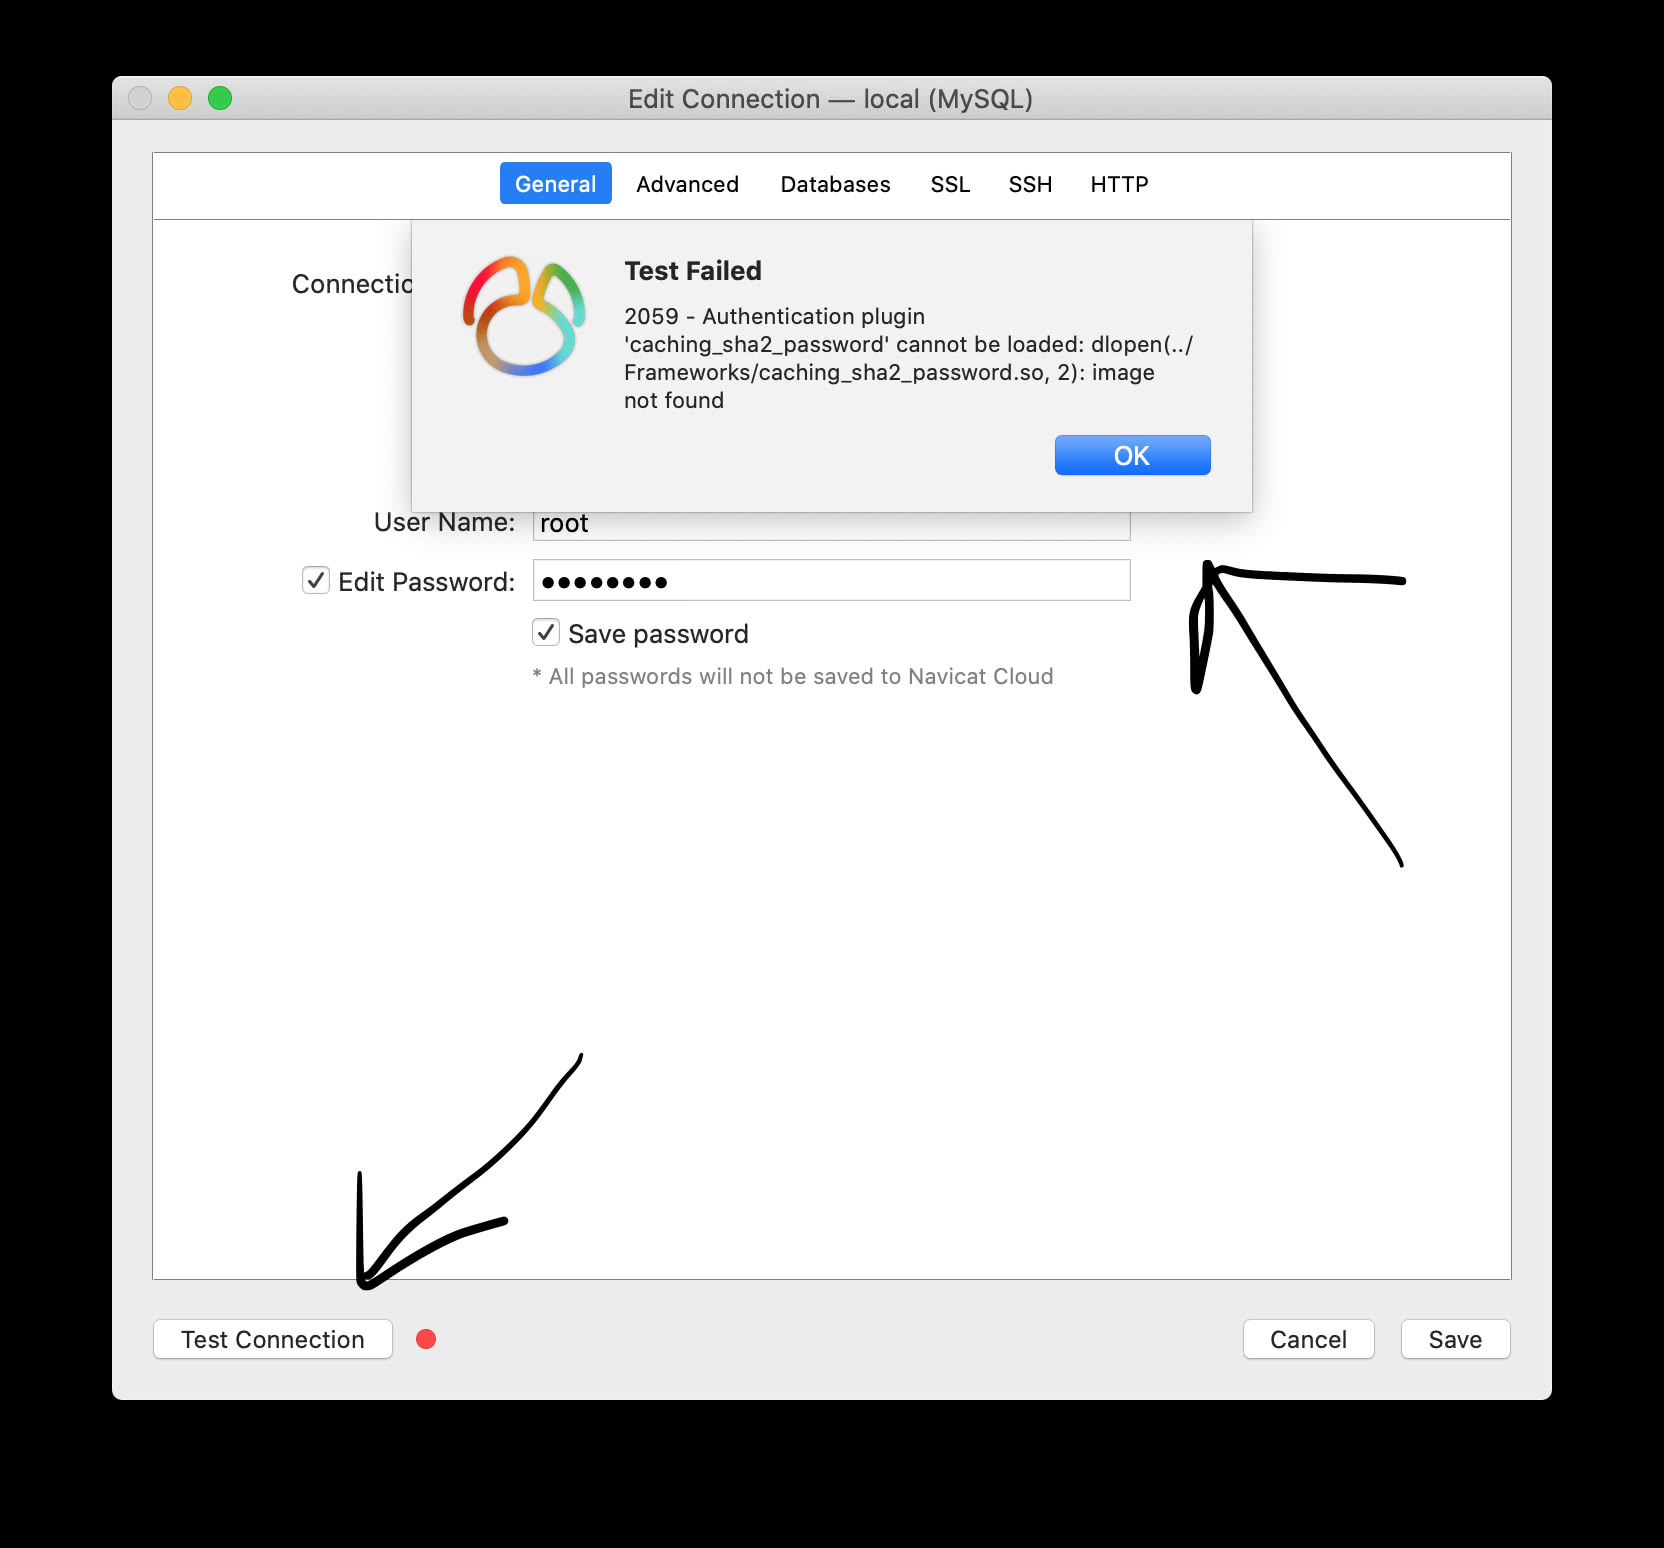 Edit Connection — local (MySQL)
General Advanced Databases SSL SSH HTTP
Test Failed
2059 - Authentication plugin
'caching_sha2_password' cannot be loaded: dlopen(../
Frameworks/caching_sha2_password.so, 2): image
not found
OK
Connectio
User Name: root
Edit Password: ●●●●●●●●
Save password
* All passwords will not be saved to Navicat Cloud
Test Connection Cancel Save